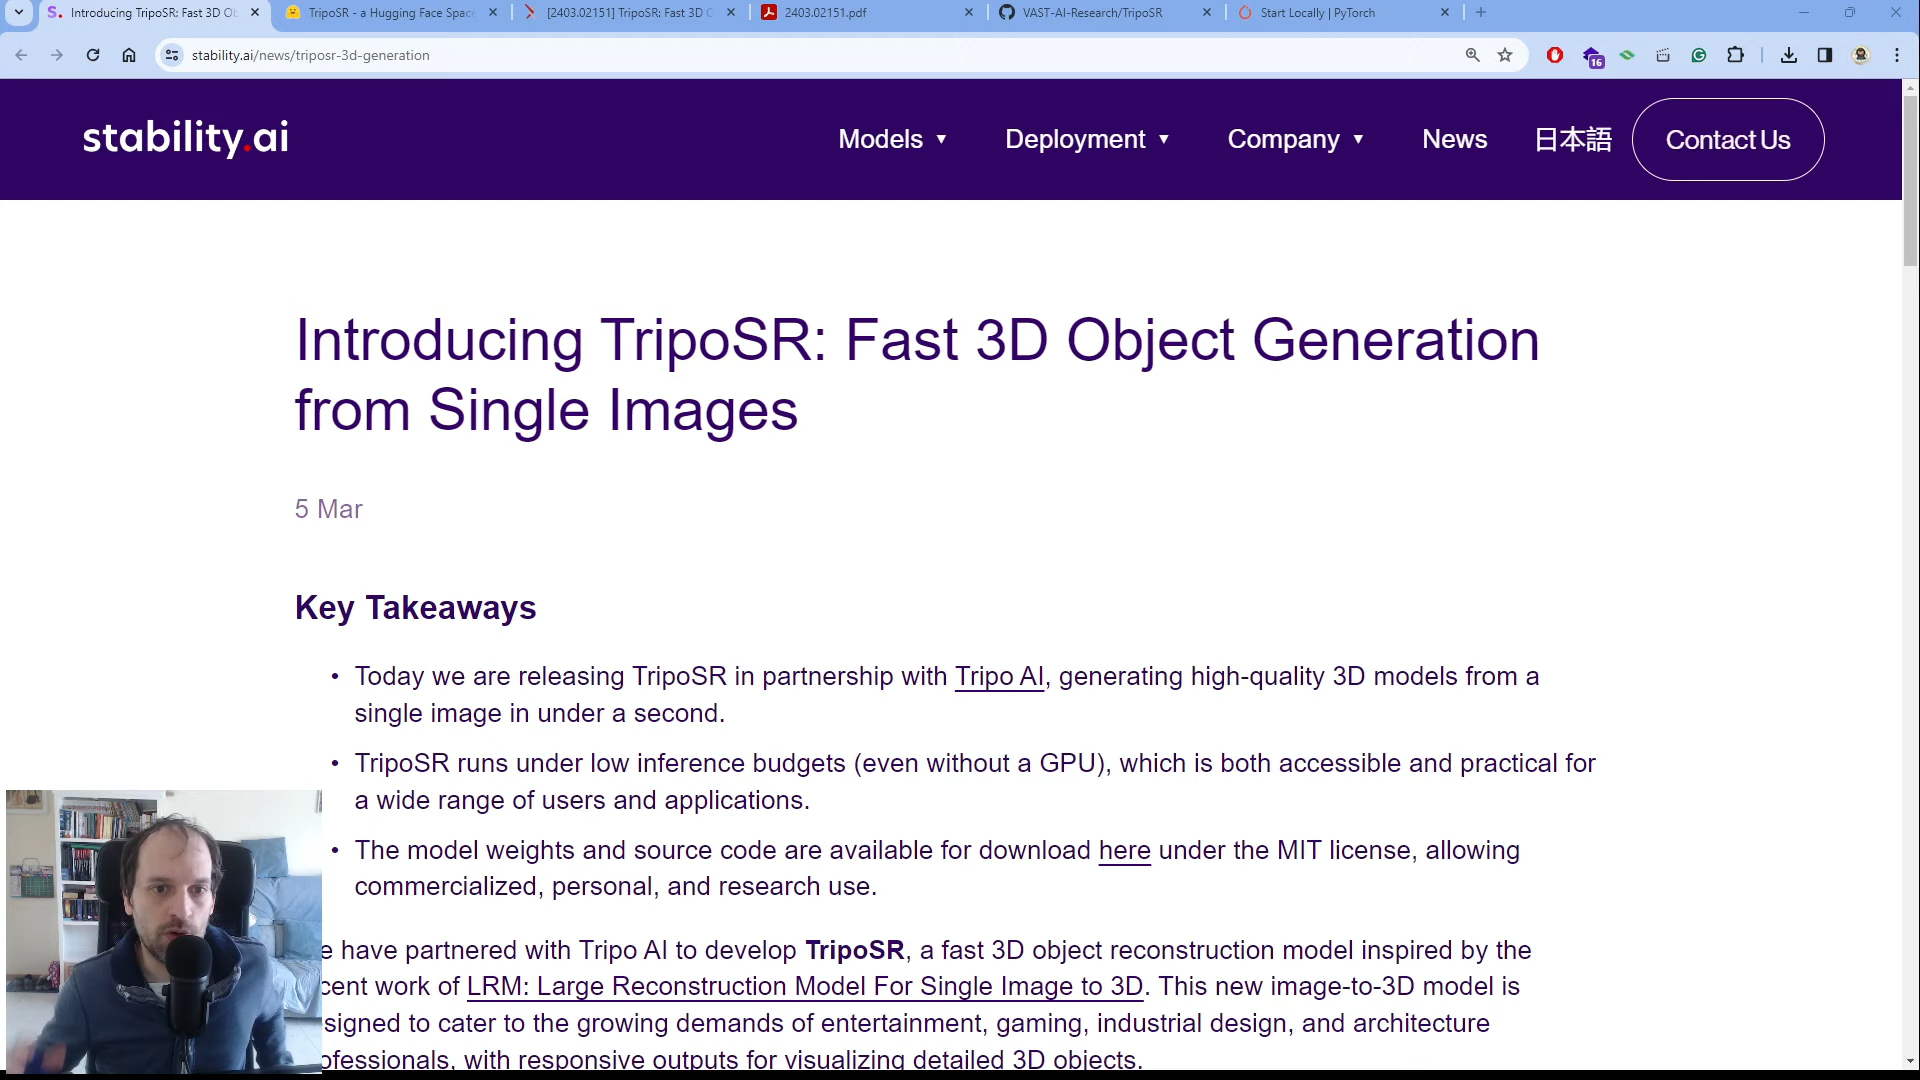 Introducing TripoSR: Fast 3D Ob
TripoSR - a Hugging Face Space
[2403.02151] TripoSR: Fast 3D O
2403.02151.pdf
VAST-AI-Research/TripoSR
Start Locally | PyTorch
stability.ai/news/triposr-3d-generation
16
stability.ai
Models
Deployment
Company
News
日本語
Contact Us
Introducing TripoSR: Fast 3D Object Generation
from Single Images
5 Mar
Key Takeaways
• Today we are releasing TripoSR in partnership with Tripo AI, generating high-quality 3D models from a
single image in under a second.
• TripoSR runs under low inference budgets (even without a GPU), which is both accessible and practical for
a wide range of users and applications.
• The model weights and source code are available for download here under the MIT license, allowing
commercialized, personal, and research use.
e have partnered with Tripo AI to develop TripoSR, a fast 3D object reconstruction model inspired by the
cent work of LRM: Large Reconstruction Model For Single Image to 3D. This new image-to-3D model is
signed to cater to the growing demands of entertainment, gaming, industrial design, and architecture
ofessionals, with responsive outputs for visualizing detailed 3D objects.